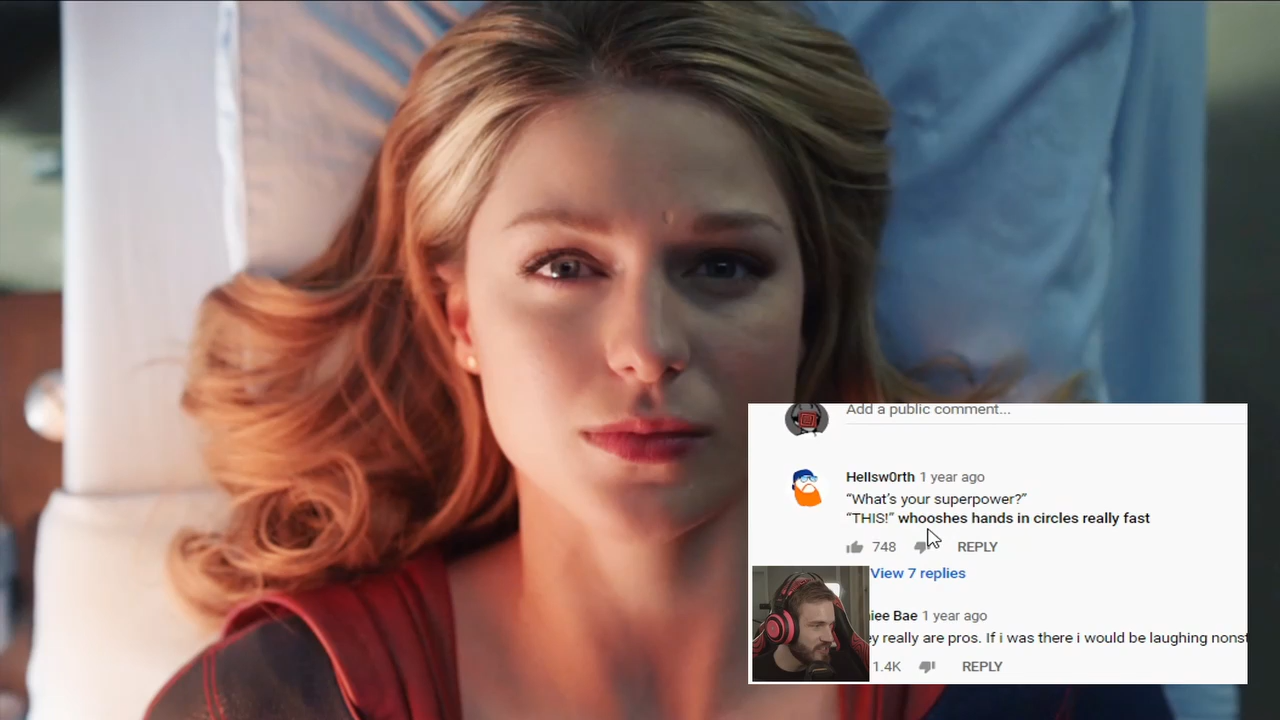 Add a public comment...
Hellsw0rth 1 year ago
“What’s your superpower?”
“THIS!” whooshes hands in circles really fast
748 REPLY
View 7 replies
Bae 1 year ago
really are pros. If i was there i would be laughing
1.4K REPLY